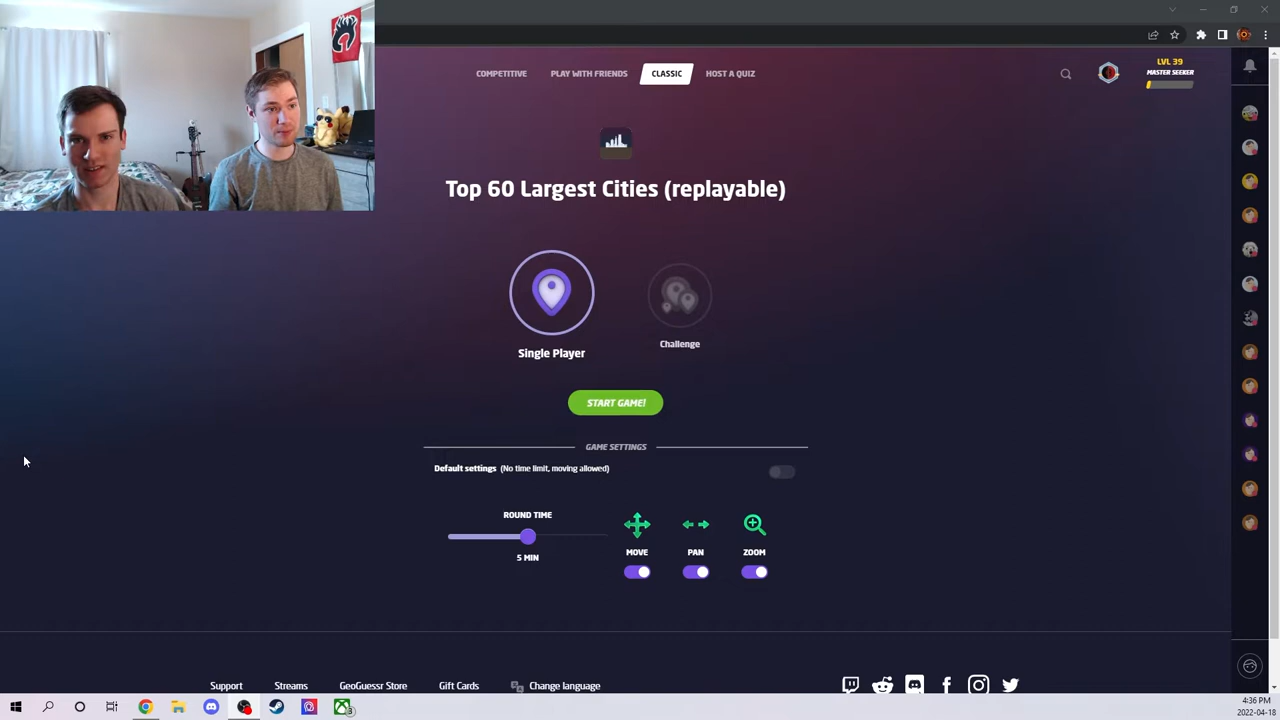 COMPETITIVE
PLAY WITH FRIENDS
CLASSIC
HOST A QUIZ
LVL 39
MASTER SEEKER
Top 60 Largest Cities (replayable)
Single Player
Challenge
START GAME!
GAME SETTINGS
Default settings (No time limit, moving allowed)
ROUND TIME
5 MIN
MOVE
PAN
ZOOM
Support
Streams
GeoGuessr Store
Gift Cards
Change language
4:36 PM
2022-04-18